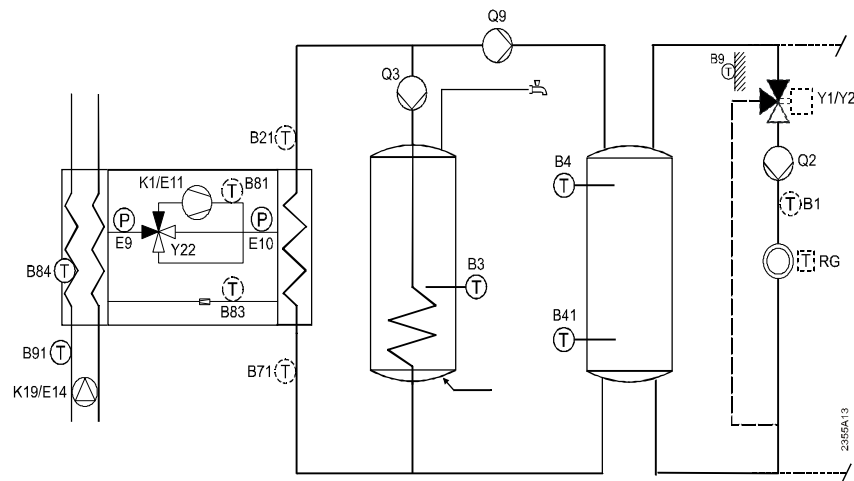 Q9
Q3
B9
T
Y1/Y2
B21
T
K1/E11
T
B81
B4
T
Q2
P
P
E9
Y22
E10
T
B1
B84
T
B3
T
T
RG
T
B83
B41
T
B91
T
B71
T
K19/E14
2355A13